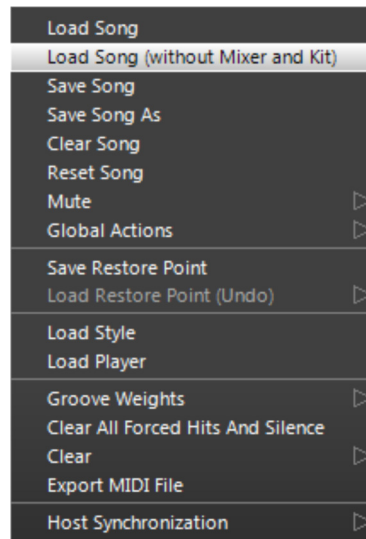 Load Song
Load Song (without Mixer and Kit)
Save Song
Save Song As
Clear Song
Reset Song
Mute
Global Actions
Save Restore Point
Load Restore Point (Undo)
Load Style
Load Player
Groove Weights
Clear All Forced Hits And Silence
Clear
Export MIDI File
Host Synchronization